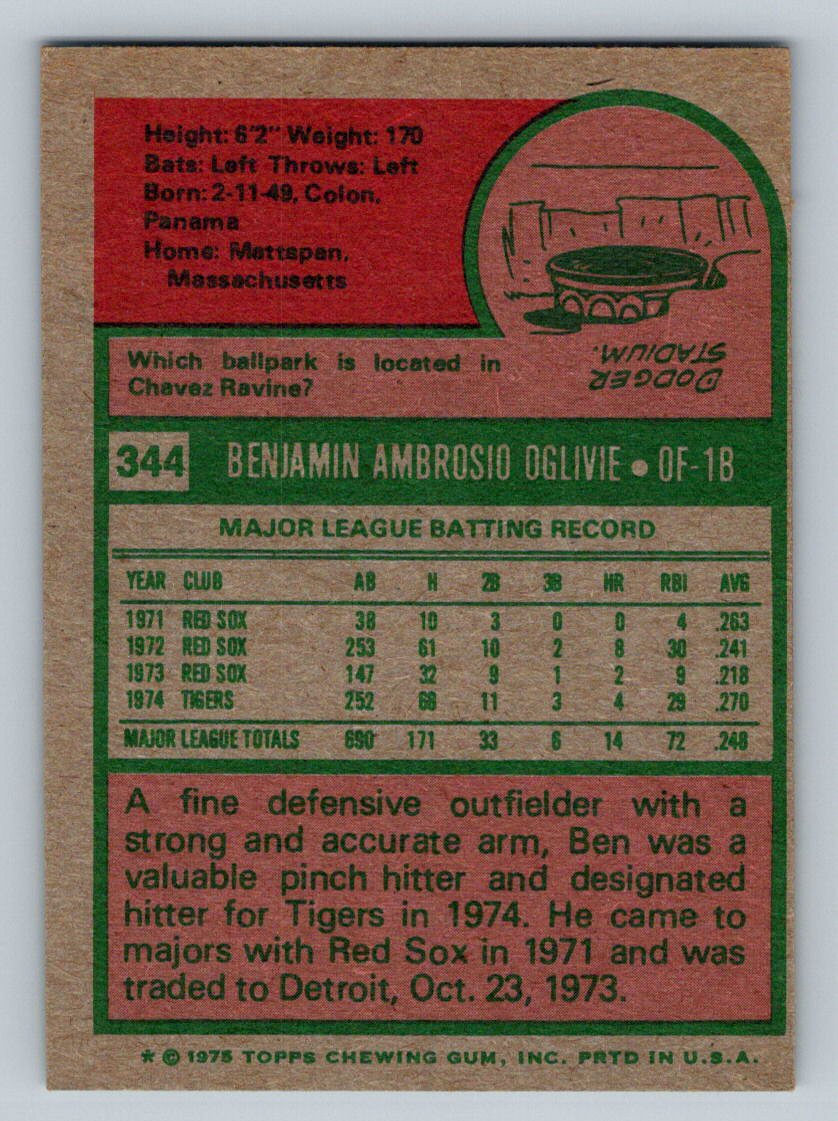 Height: 6'2" Weight: 170
Bats: Left Throws: Left
Born: 2-11-49, Colon,
Panama
Home: Mattapan,
Massachusetts
DODGER
STADIUM.
Which ballpark is located in
Chavez Ravine?
344 BENJAMIN AMBROSIO OGLIVIE • OF-1B
MAJOR LEAGUE BATTING RECORD
YEAR CLUB AB H 2B 3B HR RBI AVG
1971 RED SOX 38 10 3 0 0 4 .263
1972 RED SOX 253 61 10 2 8 30 .241
1973 RED SOX 147 32 9 1 2 9 .218
1974 TIGERS 252 68 11 3 4 29 .270
MAJOR LEAGUE TOTALS 690 171 33 6 14 72 .248
A fine defensive outfielder with a
strong and accurate arm, Ben was a
valuable pinch hitter and designated
hitter for Tigers in 1974. He came to
majors with Red Sox in 1971 and was
traded to Detroit, Oct. 23, 1973.
* © 1975 TOPPS CHEWING GUM, INC. PRTD IN U.S.A.